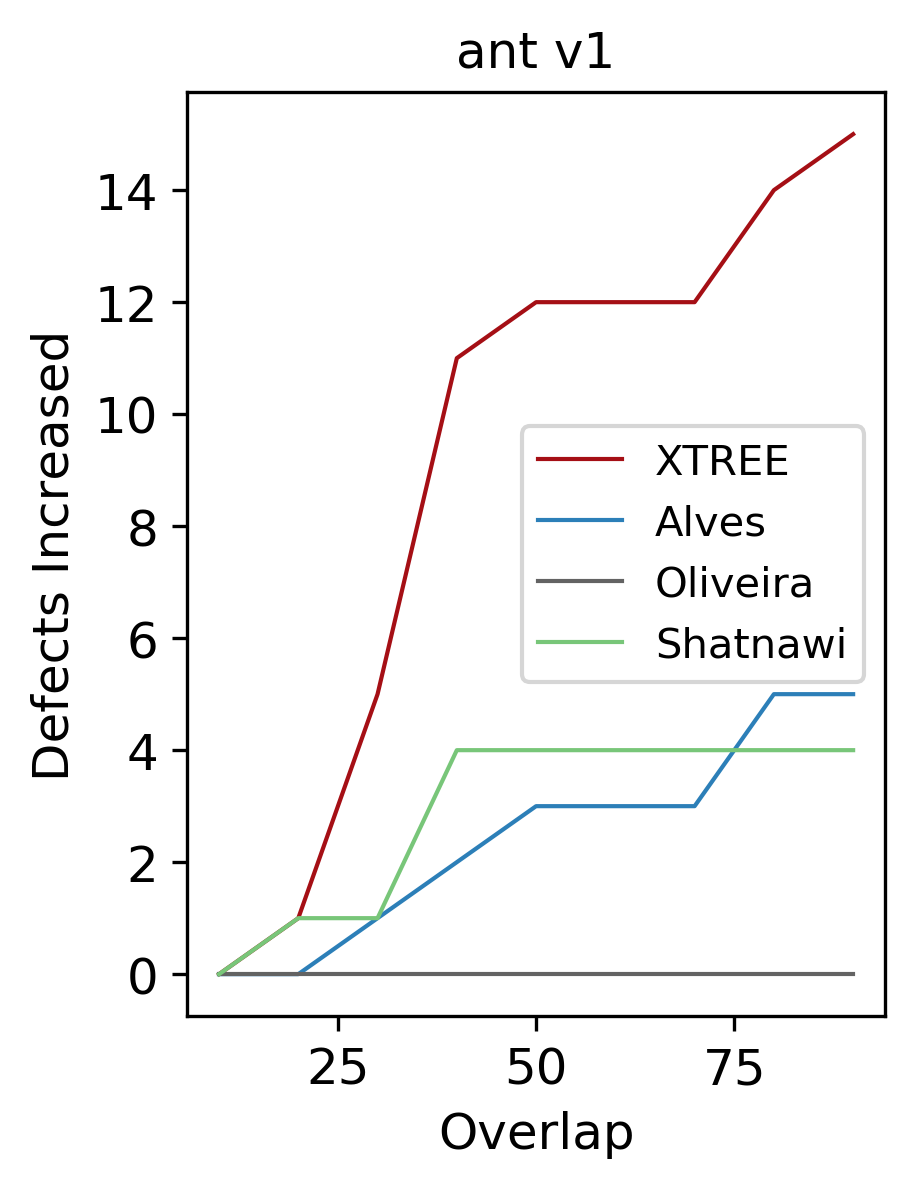 ant v1
Defects Increased
14
12
10
8
6
4
2
0
XTREE
Alves
Oliveira
Shatnawi
25 50 75
Overlap